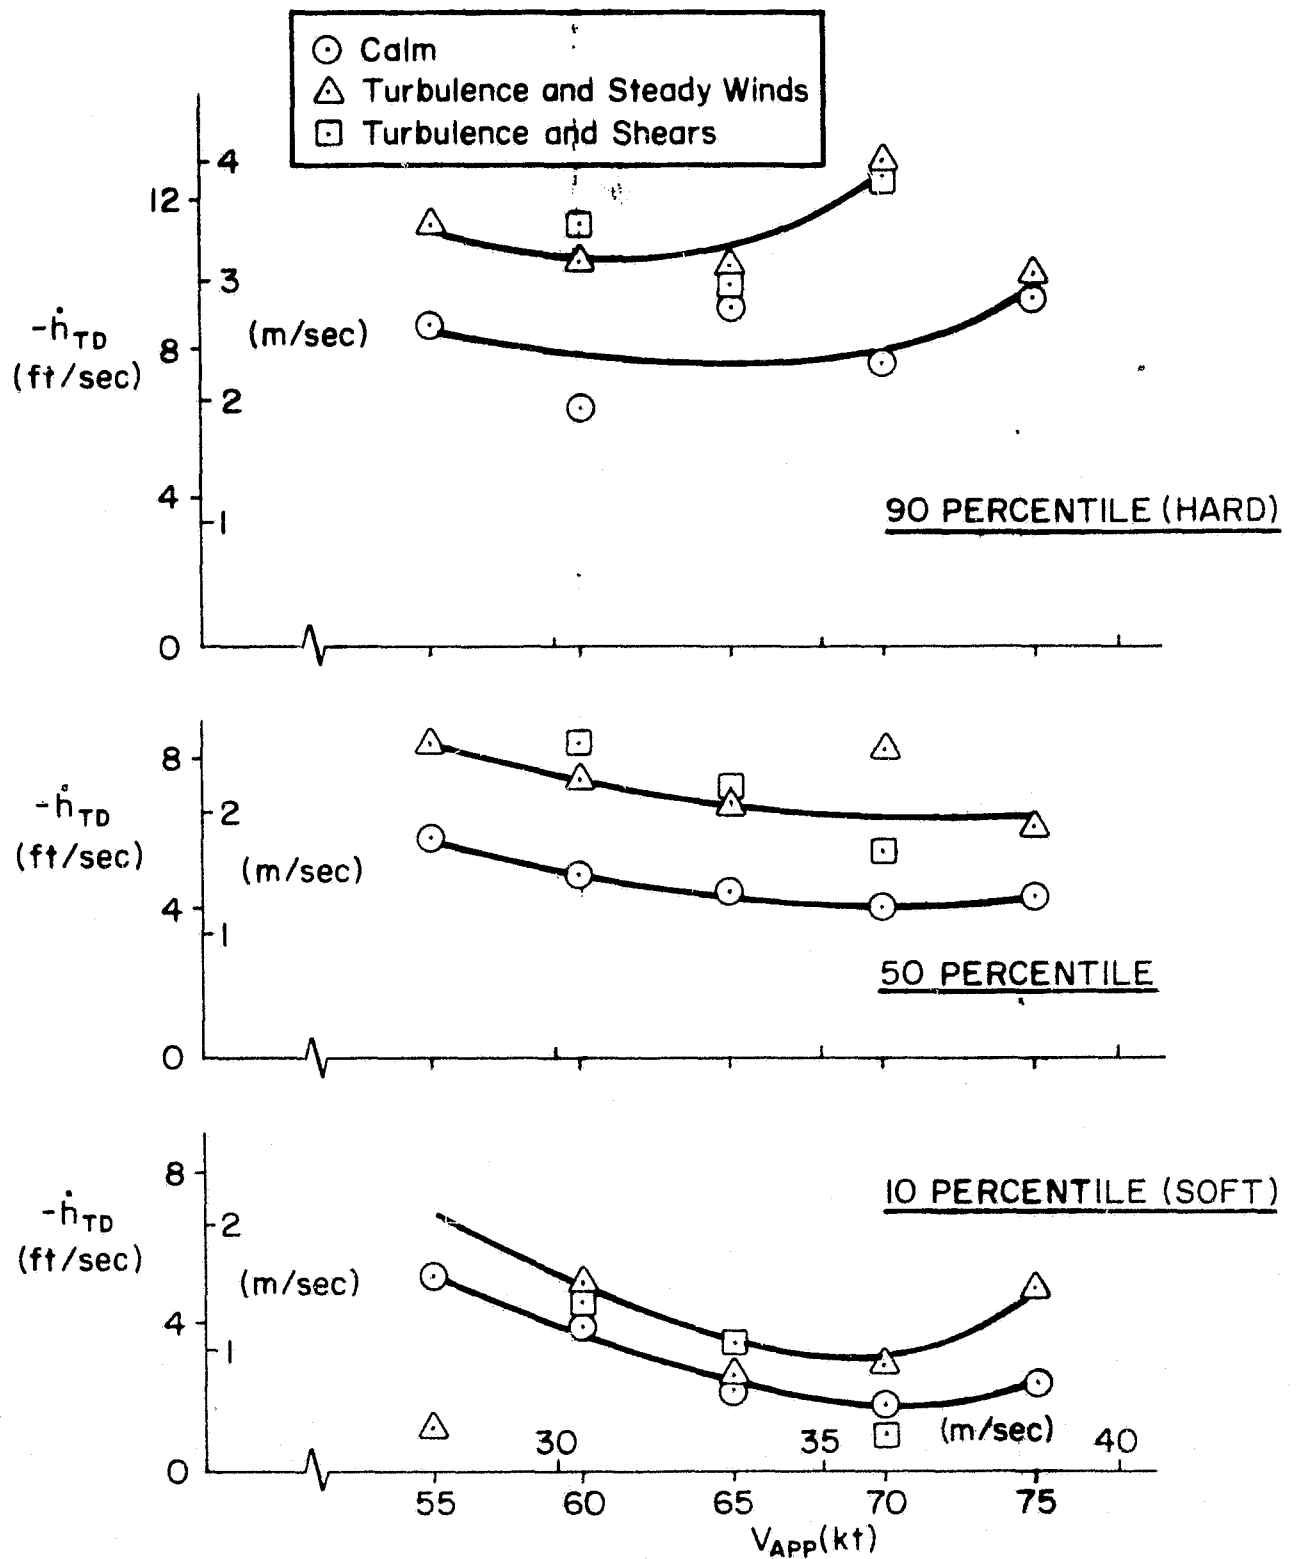 Calm
Turbulence and Steady Winds
Turbulence and Shears
4
12
3
-ḣTD
(ft/sec)
(m/sec)
8
2
4
1
90 PERCENTILE (HARD)
0
8
-ḣTD
(ft/sec)
2
(m/sec)
4
1
50 PERCENTILE
0
8
10 PERCENTILE (SOFT)
-ḣTD
(ft/sec)
2
(m/sec)
4
1
30 35 (m/sec) 40
0
55 60 65 70 75
VAPP(kt)